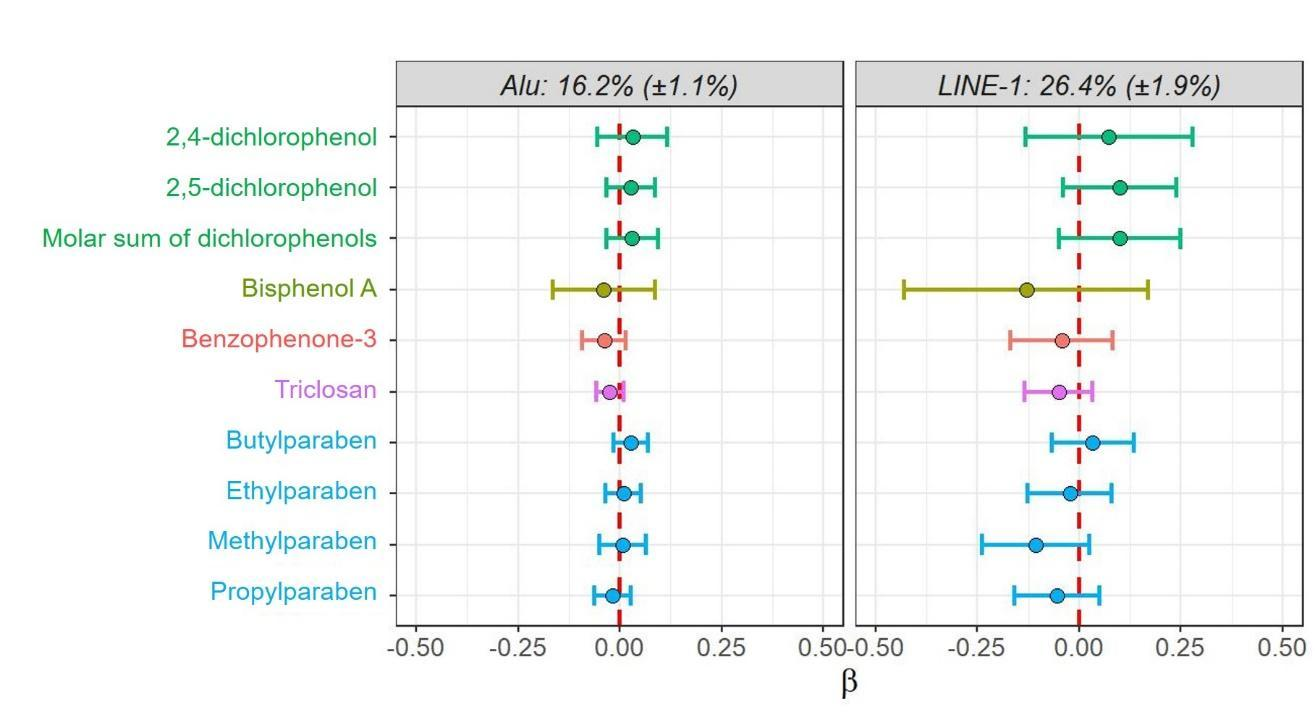 Alu: 16.2% (±1.1%) LINE-1: 26.4% (±1.9%)
2,4-dichlorophenol
2,5-dichlorophenol
Molar sum of dichlorophenols
Bisphenol A
Benzophenone-3
Triclosan
Butylparaben
Ethylparaben
Methylparaben
Propylparaben
-0.50 -0.25 0.00 0.25 0.50 -0.50 -0.25 0.00 0.25 0.50
β